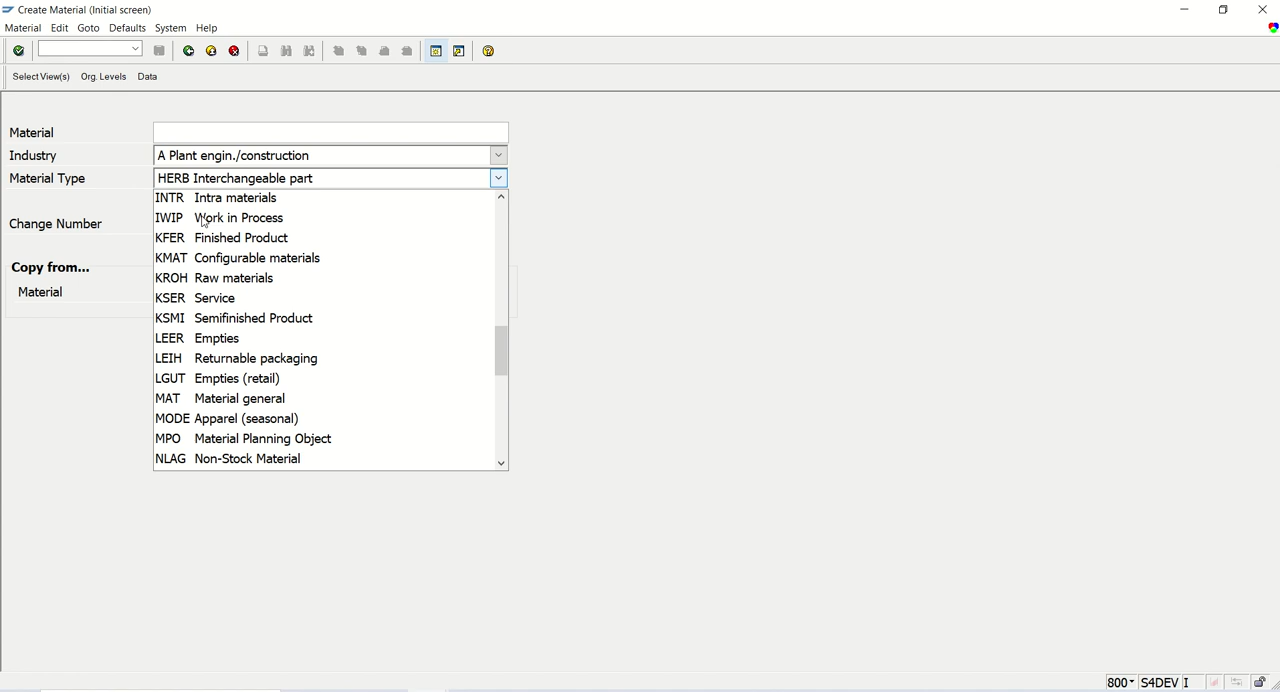 Create Material (Initial screen)
Material Edit Goto Defaults System Help
Select View(s) Org. Levels Data
Material
Industry A Plant engin./construction
Material Type HERB Interchangeable part
INTR Intra materials
IWIP Work in Process
Change Number
KFER Finished Product
KMAT Configurable materials
Copy from...
KROH Raw materials
Material
KSER Service
KSMI Semifinished Product
LEER Empties
LEIH Returnable packaging
LGUT Empties (retail)
MAT Material general
MODE Apparel (seasonal)
MPO Material Planning Object
NLAG Non-Stock Material
800 S4DEV I